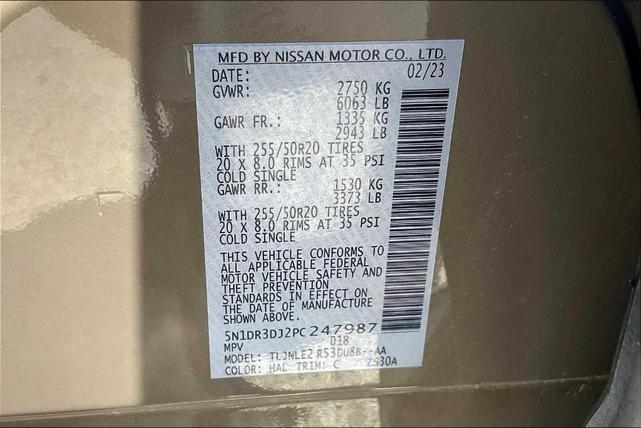 MFD BY NISSAN MOTOR CO., LTD.
DATE: 02/23
GVWR: 2750 KG
6063 LB
GAWR FR.: 1335 KG
2943 LB
WITH 255/50R20 TIRES
20 X 8.0 RIMS AT 35 PSI
COLD SINGLE
GAWR RR.: 1530 KG
3373 LB
WITH 255/50R20 TIRES
20 X 8.0 RIMS AT 35 PSI
COLD SINGLE
THIS VEHICLE CONFORMS TO
ALL APPLICABLE FEDERAL
MOTOR VEHICLE SAFETY AND
THEFT PREVENTION
STANDARDS IN EFFECT ON
THE DATE OF MANUFACTURE
SHOWN ABOVE.
5N1DR3DJ2PC247987
MPV 018
MODEL: AA
COLOR: HAL TRIM: C ZS30A